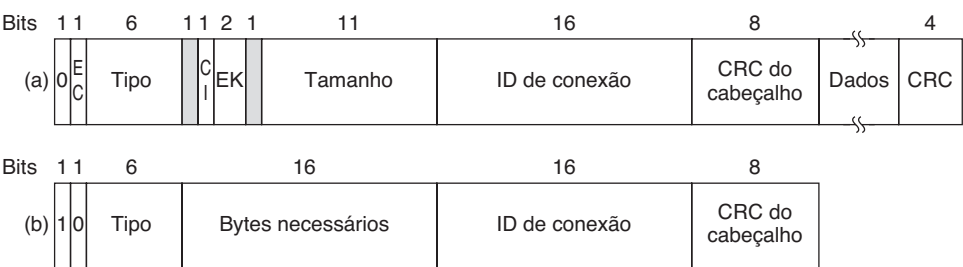 Bits 1 1 6 1 1 2 1 11 16 8 4
(a) 0 EC Tipo CI EK Tamanho ID de conexão CRC do cabeçalho Dados CRC
Bits 1 1 6 16 16 8
(b) 1 0 Tipo Bytes necessários ID de conexão CRC do cabeçalho